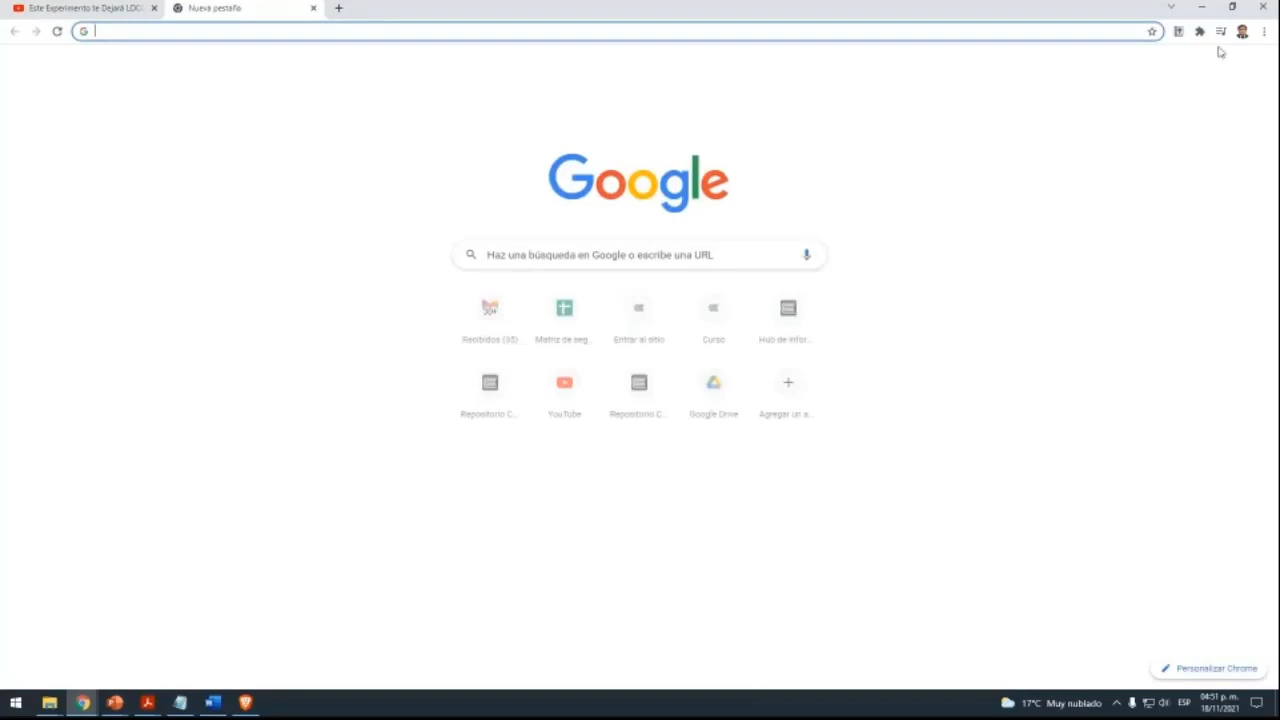 Este Experimento te Dejará LOC
Nueva pestaña
Google
Haz una búsqueda en Google o escribe una URL
Recibidos (35)
Matriz de seg...
Entrar al sitio
Curso
Hub de infor...
Repositorio C...
YouTube
Repositorio C...
Google Drive
Agregar un a...
Personalizar Chrome
17°C Muy nublado
ESP
04:51 p. m.
18/11/2021